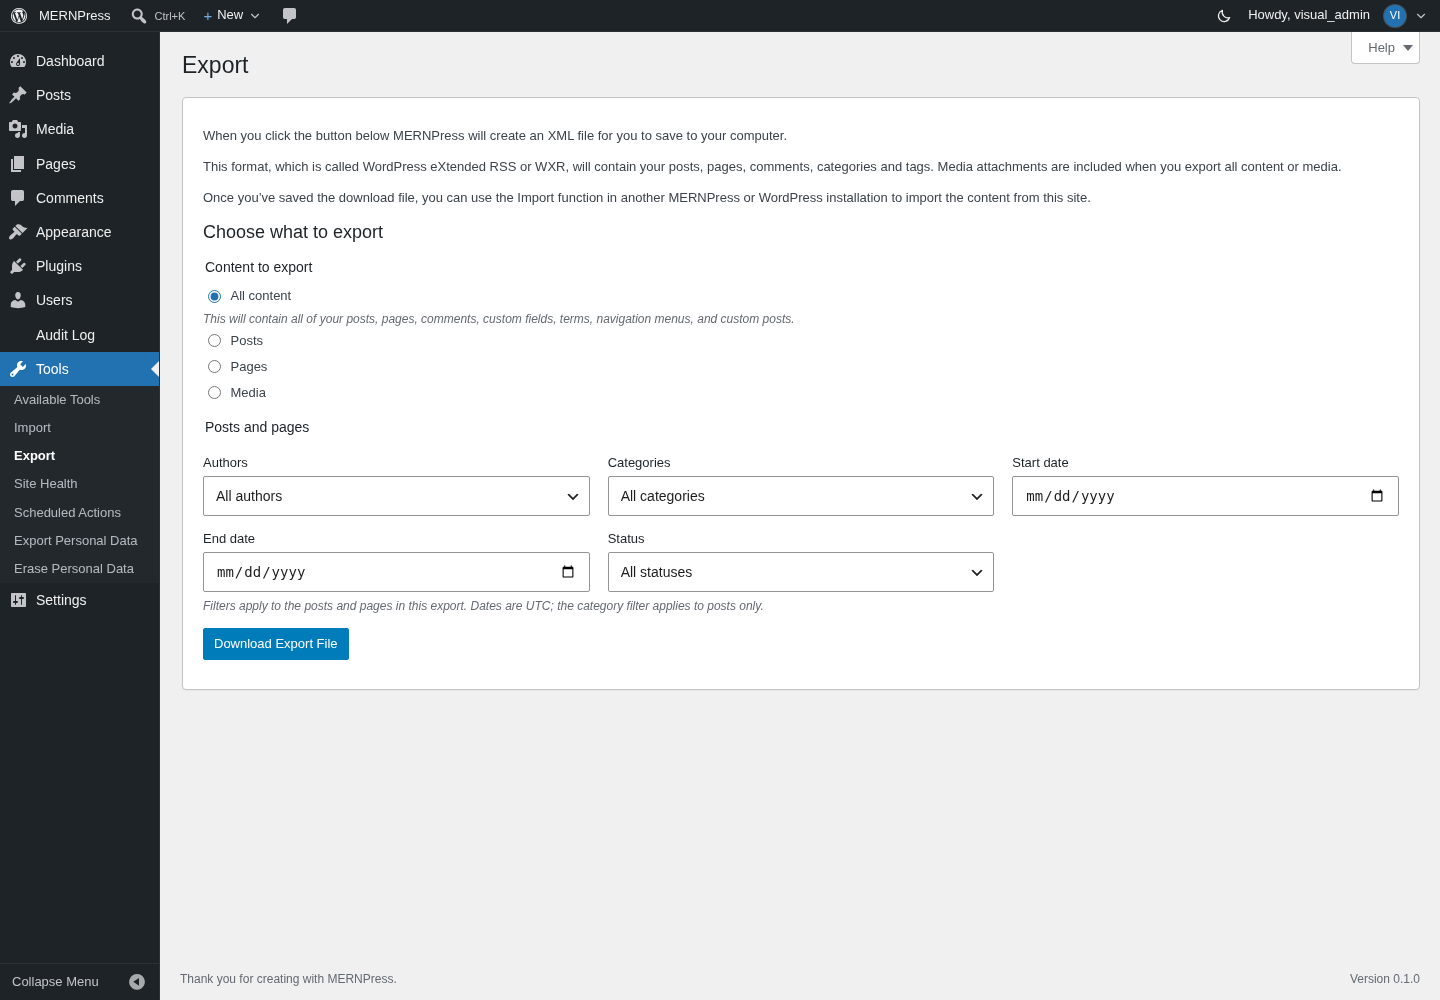 MERNPress
Ctrl+K
+ New
Howdy, visual_admin
VI
Help
Dashboard
Posts
Media
Pages
Comments
Appearance
Plugins
Users
Audit Log
Tools
Available Tools
Import
Export
Site Health
Scheduled Actions
Export Personal Data
Erase Personal Data
Settings
Collapse Menu
Export
When you click the button below MERNPress will create an XML file for you to save to your computer.
This format, which is called WordPress eXtended RSS or WXR, will contain your posts, pages, comments, categories and tags. Media attachments are included when you export all content or media.
Once you’ve saved the download file, you can use the Import function in another MERNPress or WordPress installation to import the content from this site.
Choose what to export
Content to export
All content
This will contain all of your posts, pages, comments, custom fields, terms, navigation menus, and custom posts.
Posts
Pages
Media
Posts and pages
Authors
All authors
Categories
All categories
Start date
mm/dd/yyyy
End date
mm/dd/yyyy
Status
All statuses
Filters apply to the posts and pages in this export. Dates are UTC; the category filter applies to posts only.
Download Export File
Thank you for creating with MERNPress.
Version 0.1.0